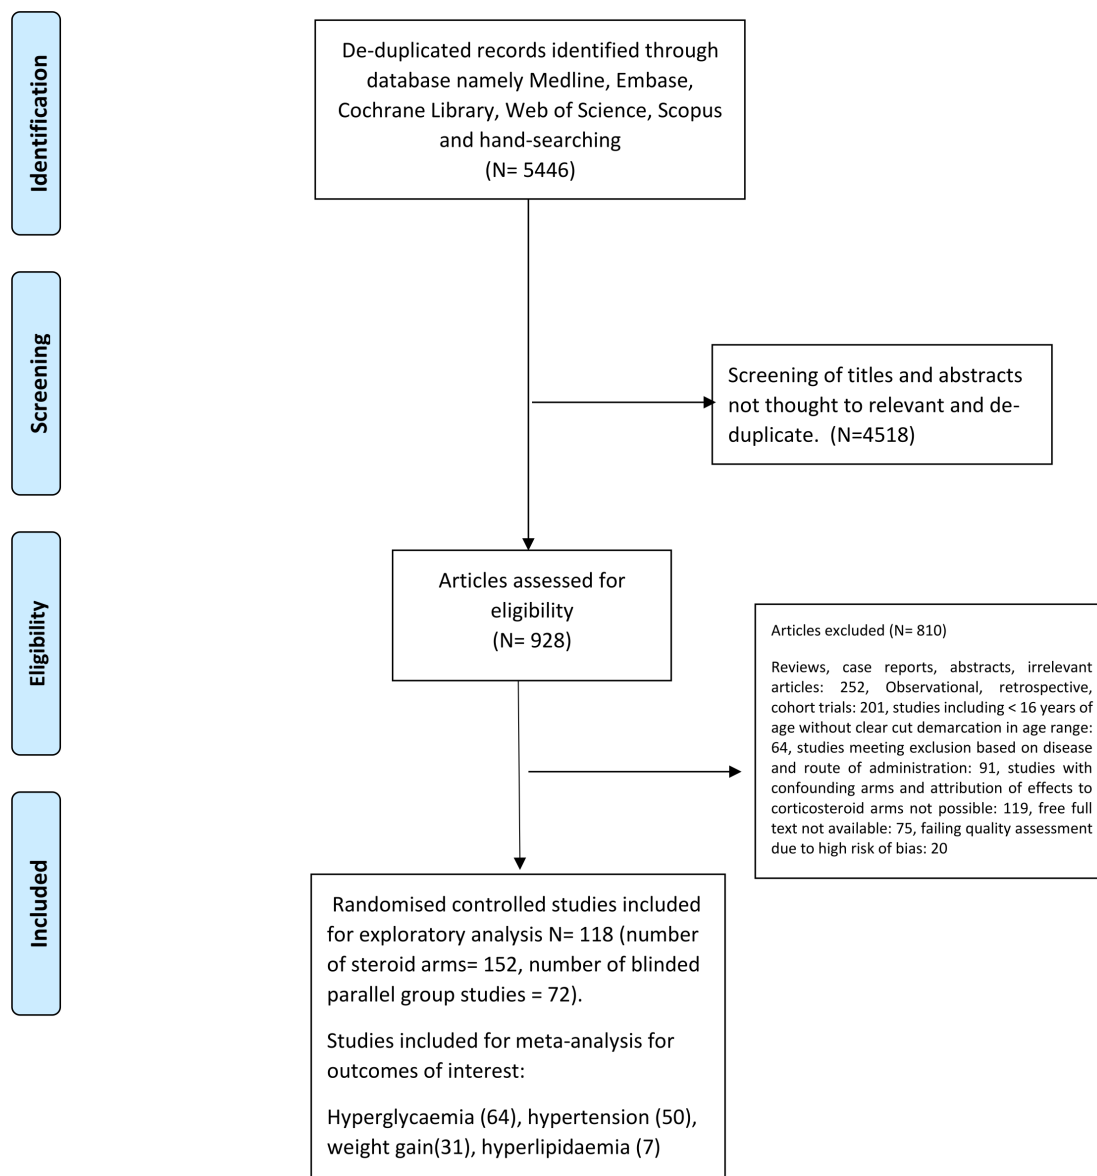 Identification
De-duplicated records identified through
database namely Medline, Embase,
Cochrane Library, Web of Science, Scopus
and hand-searching
(N= 5446)
Screening
Screening of titles and abstracts
not thought to relevant and de-
duplicate.  (N=4518)
Eligibility
Articles assessed for
eligibility
(N= 928)
Articles excluded (N= 810)
Reviews, case reports, abstracts, irrelevant
articles: 252, Observational, retrospective,
cohort trials: 201, studies including < 16 years of
age without clear cut demarcation in age range:
64, studies meeting exclusion based on disease
and route of administration: 91, studies with
confounding arms and attribution of effects to
corticosteroid arms not possible: 119, free full
text not available: 75, failing quality assessment
due to high risk of bias: 20
Included
Randomised controlled studies included
for exploratory analysis N= 118 (number
of steroid arms= 152, number of blinded
parallel group studies = 72).
Studies included for meta-analysis for
outcomes of interest:
Hyperglycaemia (64), hypertension (50),
weight gain(31), hyperlipidaemia (7)